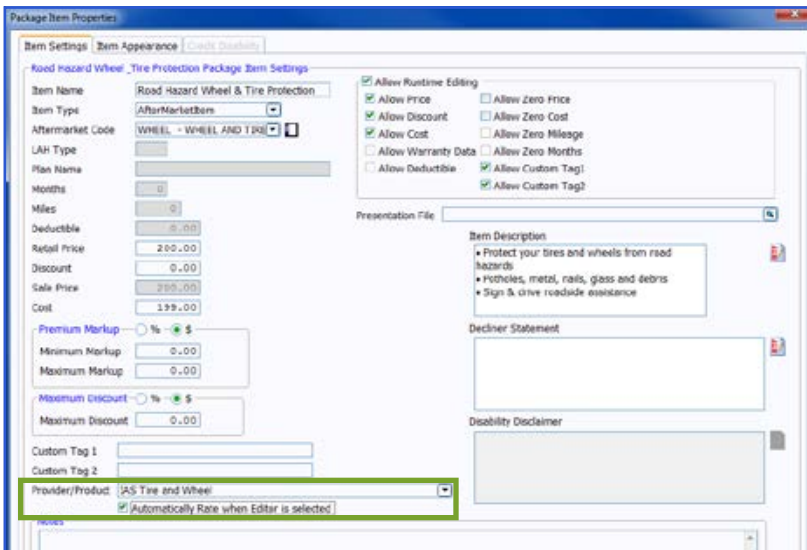 Package Item Properties
Item Settings Item Appearance Credit Disability
Road Hazard Wheel _Tire Protection Package Item Settings
Item Name Road Hazard Wheel & Tire Protection
Item Type AfterMarketItem
Aftermarket Code WHEEL - WHEEL AND TIRE
LAH Type
Plan Name
Months 0
Miles 0
Deductible 0.00
Retail Price 200.00
Discount 0.00
Sale Price 200.00
Cost 199.00
Premium Markup % $
Minimum Markup 0.00
Maximum Markup 0.00
Maximum Discount % $
Maximum Discount 0.00
Custom Tag 1
Custom Tag 2
Provider/Product IAS Tire and Wheel
Automatically Rate when Editor is selected
Notes
Allow Runtime Editing
Allow Price Allow Zero Price
Allow Discount Allow Zero Cost
Allow Cost Allow Zero Mileage
Allow Warranty Data Allow Zero Months
Allow Deductible Allow Custom Tag1
Allow Custom Tag2
Presentation File
Item Description
• Protect your tires and wheels from road
hazards
• Potholes, metal, nails, glass and debris
• Sign & drive roadside assistance
Decliner Statement
Disability Disclaimer